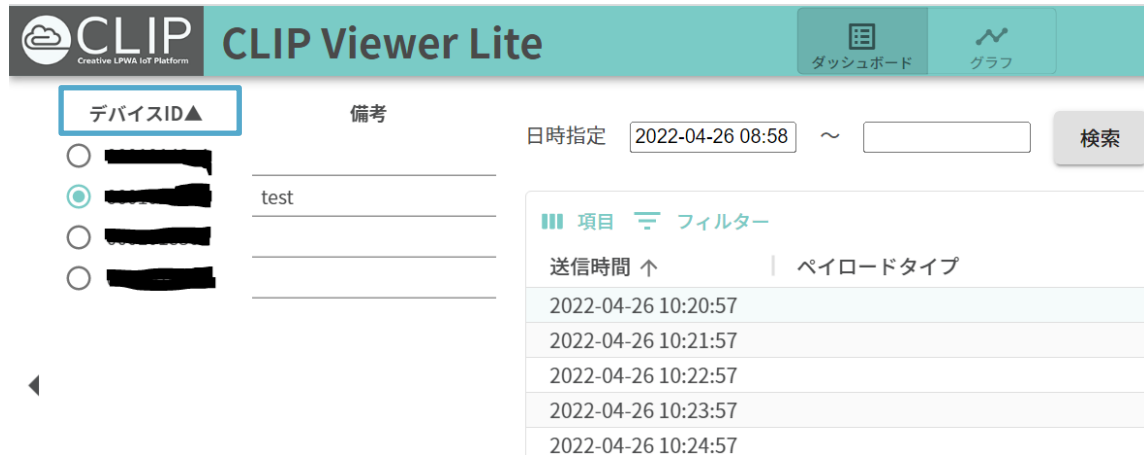 CLIP
Creative LPWA IoT Platform
CLIP Viewer Lite
ダッシュボード
グラフ
デバイスID▲
備考
test
日時指定 2022-04-26 08:58 ～ 検索
項目 フィルター
送信時間 ↑ ペイロードタイプ
2022-04-26 10:20:57
2022-04-26 10:21:57
2022-04-26 10:22:57
2022-04-26 10:23:57
2022-04-26 10:24:57